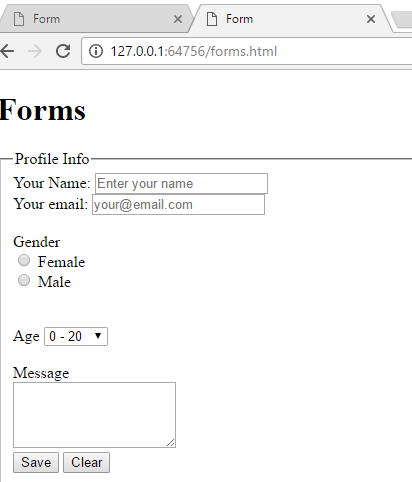 Form
Form
127.0.0.1:64756/forms.html
Forms
Profile Info
Your Name: Enter your name
Your email: your@email.com
Gender
Female
Male
Age 0 - 20
Message
Save Clear